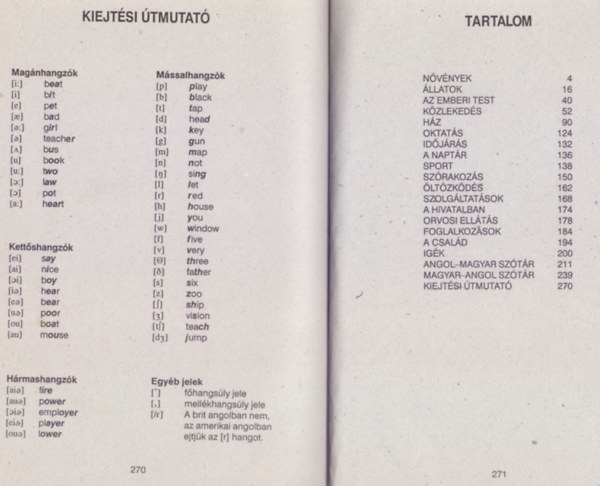 KIEJTÉSI ÚTMUTATÓ
Magánhangzók
[i:] beat
[i] bit
[e] pet
[æ] bad
[ə:] girl
[ə] teacher
[ʌ] bus
[u] book
[u:] two
[ɔ:] law
[ɔ] pot
[a:] heart
Kettőshangzók
[ei] say
[ai] nice
[ɔi] boy
[iə] hear
[eə] bear
[uə] poor
[ou] boat
[au] mouse
Hármashangzók
[aiə] tire
[auə] power
[ɔiə] employer
[eiə] player
[ouə] lower
Mássalhangzók
[p] play
[b] black
[t] tap
[d] head
[k] key
[g] gun
[m] map
[n] not
[ŋ] sing
[l] let
[r] red
[h] house
[j] you
[w] window
[f] five
[v] very
[θ] three
[ð] father
[s] six
[z] zoo
[ʃ] ship
[ʒ] vision
[tʃ] teach
[dʒ] jump
Egyéb jelek
['] főhangsúly jele
[,] mellékhangsúly jele
[/r] A brit angolban nem,
az amerikai angolban
ejtjük az [r] hangot.
270
TARTALOM
NÖVÉNYEK 4
ÁLLATOK 16
AZ EMBERI TEST 40
KÖZLEKEDÉS 52
HÁZ 90
OKTATÁS 124
IDŐJÁRÁS 132
A NAPTÁR 136
SPORT 138
SZÓRAKOZÁS 150
ÖLTÖZKÖDÉS 162
SZOLGÁLTATÁSOK 168
A HIVATALBAN 174
ORVOSI ELLÁTÁS 178
FOGLALKOZÁSOK 184
A CSALÁD 194
IGÉK 200
ANGOL–MAGYAR SZÓTÁR 211
MAGYAR–ANGOL SZÓTÁR 239
KIEJTÉSI ÚTMUTATÓ 270
271